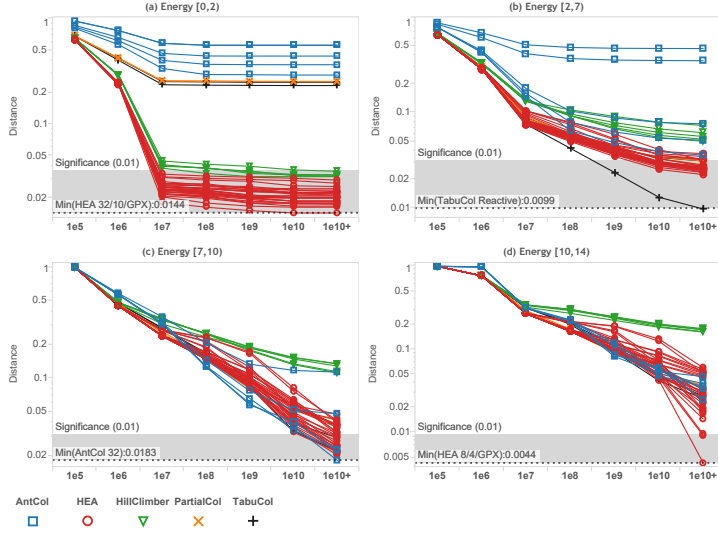 (a) Energy [0,2)
1
0.5
0.2
0.1
0.05
0.02
Distance
Significance (0.01)
Min(HEA 32/10/GPX):0.0144
1e5 1e6 1e7 1e8 1e9 1e10 1e10+
(b) Energy [2,7)
1
0.5
0.2
0.1
0.05
0.02
0.01
Distance
Significance (0.01)
Min(TabuCol Reactive):0.0099
1e5 1e6 1e7 1e8 1e9 1e10 1e10+
(c) Energy [7,10)
1
0.5
0.2
0.1
0.05
0.02
Distance
Significance (0.01)
Min(AntCol 32):0.0183
1e5 1e6 1e7 1e8 1e9 1e10 1e10+
(d) Energy [10,14)
1
0.5
0.2
0.1
0.05
0.02
0.01
0.005
Distance
Significance (0.01)
Min(HEA 8/4/GPX):0.0044
1e5 1e6 1e7 1e8 1e9 1e10 1e10+
AntCol HEA HillClimber PartialCol TabuCol